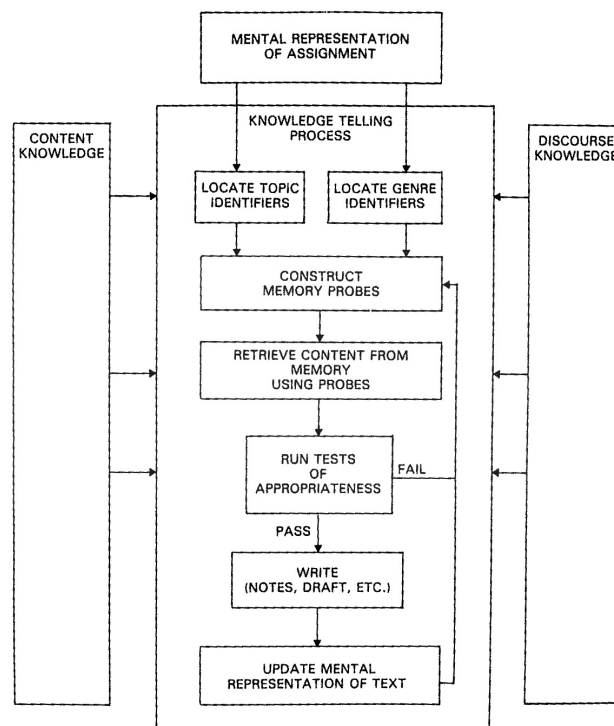 MENTAL REPRESENTATION
OF ASSIGNMENT
CONTENT
KNOWLEDGE
KNOWLEDGE TELLING
PROCESS
DISCOURSE
KNOWLEDGE
LOCATE TOPIC
IDENTIFIERS
LOCATE GENRE
IDENTIFIERS
CONSTRUCT
MEMORY PROBES
RETRIEVE CONTENT FROM
MEMORY
USING PROBES
RUN TESTS
OF
APPROPRIATENESS
FAIL
PASS
WRITE
(NOTES, DRAFT, ETC.)
UPDATE MENTAL
REPRESENTATION OF TEXT